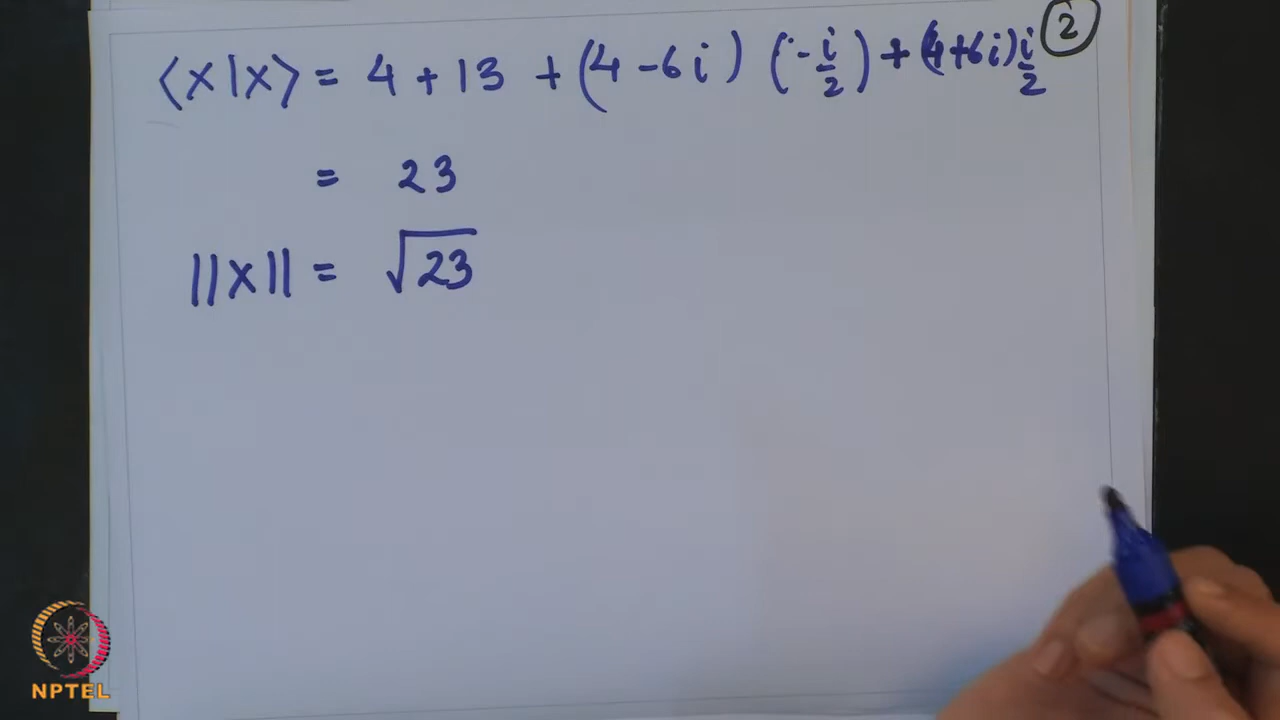 ⟨x|x⟩ = 4 + 13 + (4 - 6i) (-i/2) + (4+6i) i/2 ②
= 23
||x|| = √23
NPTEL